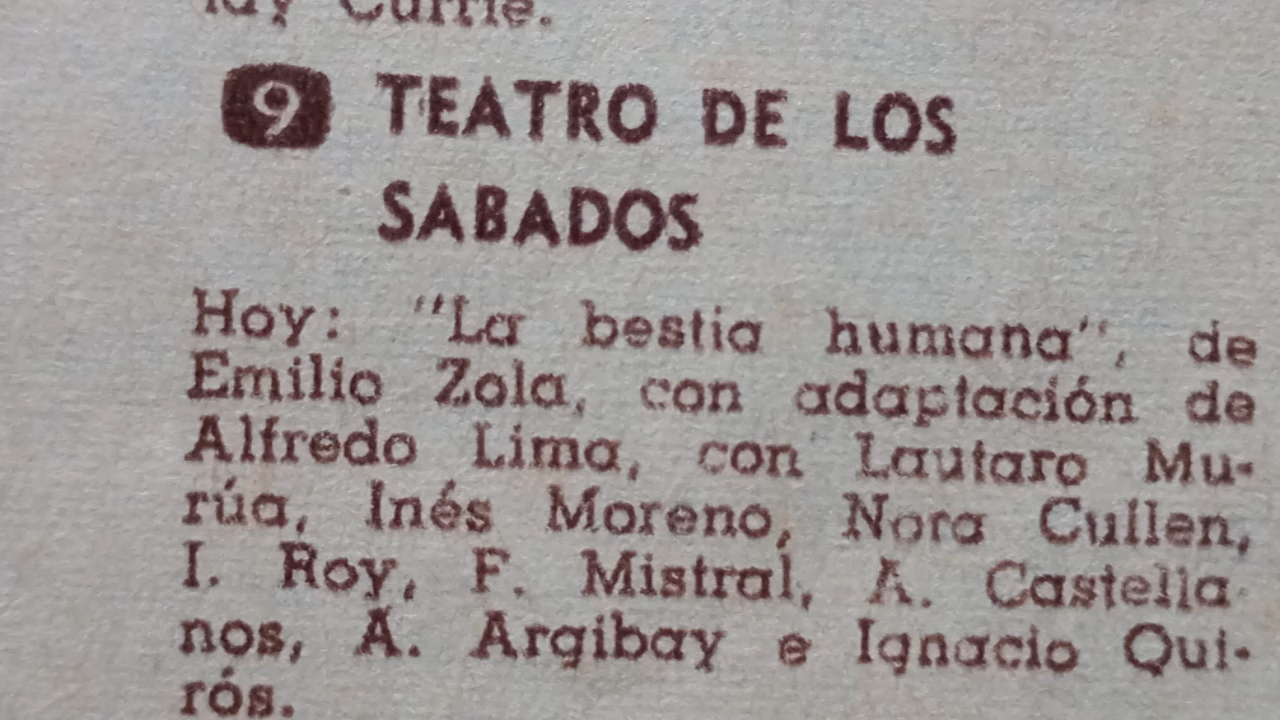 Currie.
9 TEATRO DE LOS
SABADOS
Hoy: "La bestia humana", de
Emilio Zola, con adaptación de
Alfredo Lima, con Lautaro Mu-
rúa, Inés Moreno, Nora Cullen,
I. Roy, F. Mistral, A. Castella-
nos, A. Argibay e Ignacio Qui-
rós.